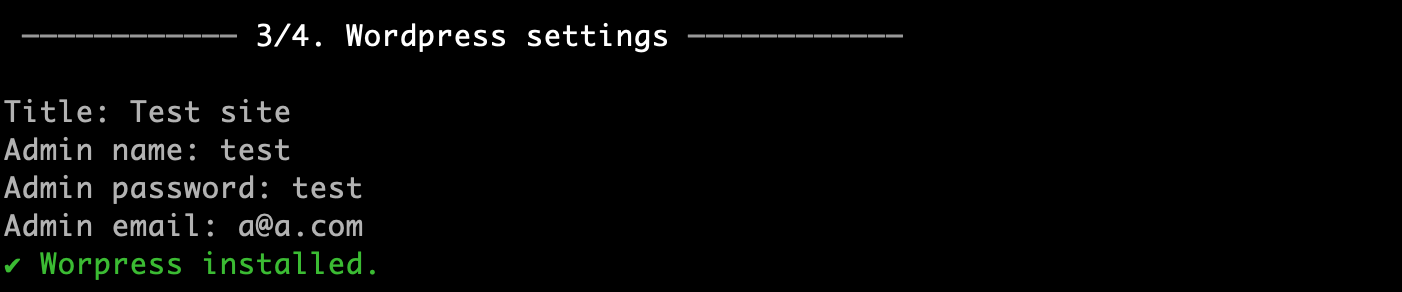 ──────────── 3/4. Wordpress settings ────────────
Title: Test site
Admin name: test
Admin password: test
Admin email: a@a.com
✔ Worpress installed.